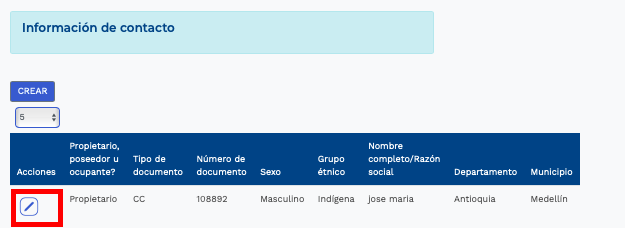 Información de contacto
CREAR
5
Acciones Propietario, poseedor u ocupante? Tipo de documento Número de documento Sexo Grupo étnico Nombre completo/Razón social Departamento Municipio
Propietario CC 108892 Masculino Indígena jose maria Antioquia Medellín